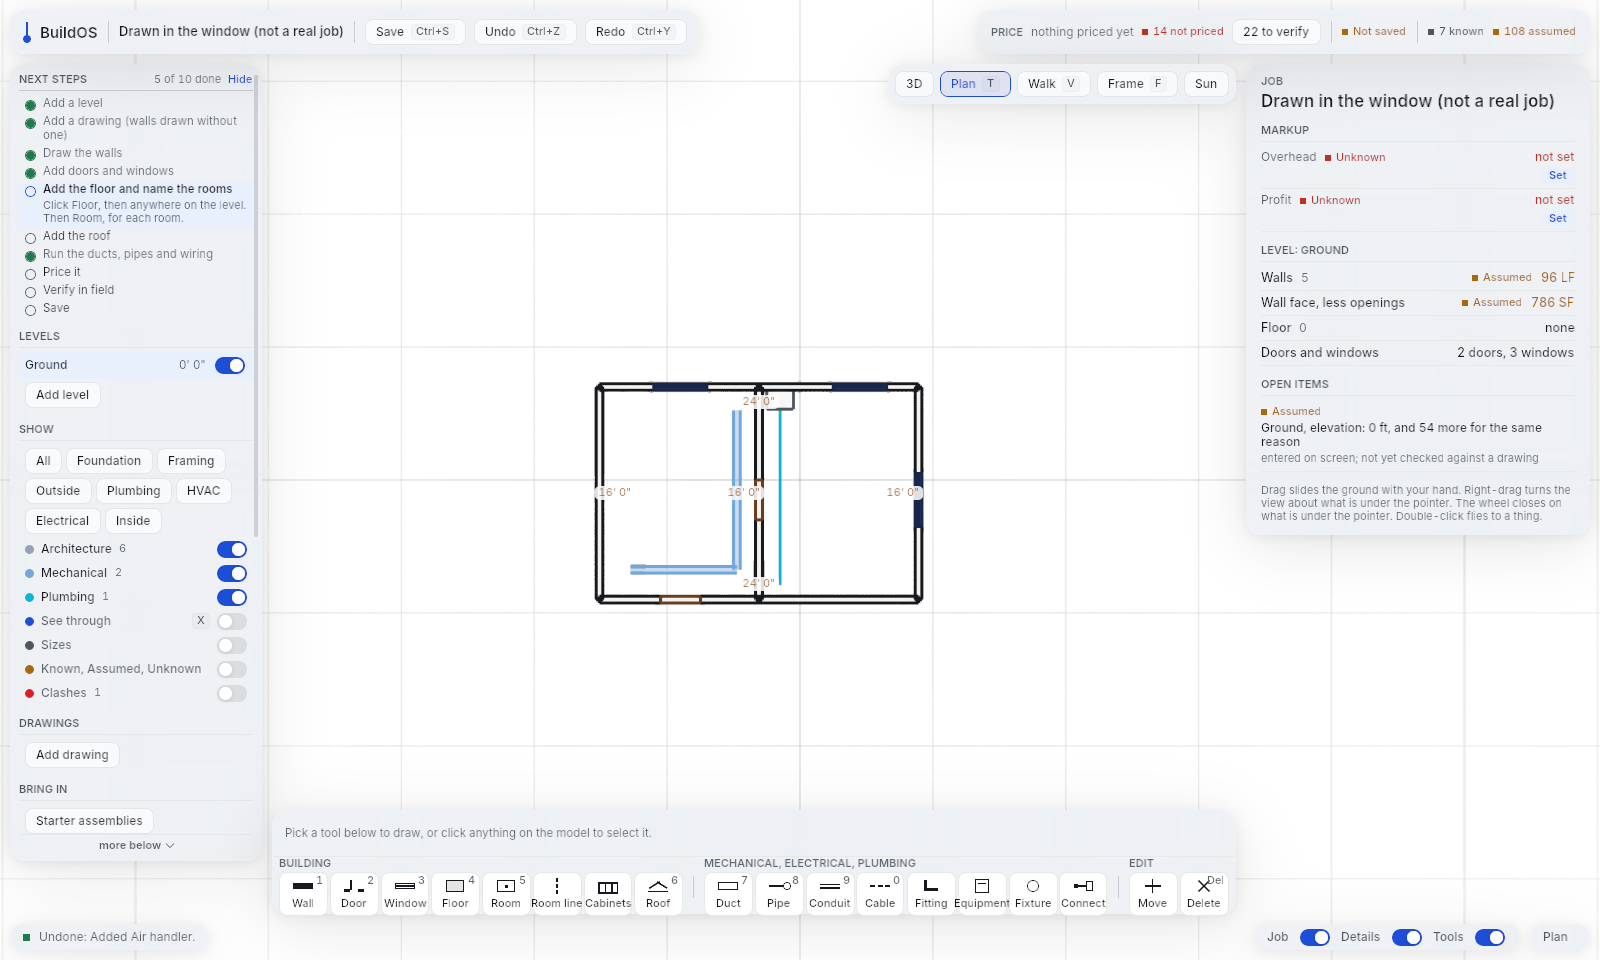 BuildOS
Drawn in the window (not a real job)
Save Ctrl+S
Undo Ctrl+Z
Redo Ctrl+Y
PRICE nothing priced yet 14 not priced 22 to verify Not saved 7 known 108 assumed
NEXT STEPS 5 of 10 done Hide
Add a level
Add a drawing (walls drawn without
one)
Draw the walls
Add doors and windows
Add the floor and name the rooms
Click Floor, then anywhere on the level.
Then Room, for each room.
Add the roof
Run the ducts, pipes and wiring
Price it
Verify in field
Save
LEVELS
Ground 0' 0"
Add level
SHOW
All Foundation Framing
Outside Plumbing HVAC
Electrical Inside
Architecture 6
Mechanical 2
Plumbing 1
See through X
Sizes
Known, Assumed, Unknown
Clashes 1
DRAWINGS
Add drawing
BRING IN
Starter assemblies
more below
3D
Plan T
Walk V
Frame F
Sun
24' 0"
16' 0" 16' 0" 16' 0"
24' 0"
JOB
Drawn in the window (not a real job)
MARKUP
Overhead Unknown not set
Set
Profit Unknown not set
Set
LEVEL: GROUND
Walls 5 Assumed 96 LF
Wall face, less openings Assumed 786 SF
Floor 0 none
Doors and windows 2 doors, 3 windows
OPEN ITEMS
Assumed
Ground, elevation: 0 ft, and 54 more for the same
reason
entered on screen; not yet checked against a drawing
Drag slides the ground with your hand. Right-drag turns the
view about what is under the pointer. The wheel closes on
what is under the pointer. Double-click flies to a thing.
Pick a tool below to draw, or click anything on the model to select it.
BUILDING
1 2 3 4 5 6
Wall Door Window Floor Room Room line Cabinets Roof
MECHANICAL, ELECTRICAL, PLUMBING
7 8 9 0
Duct Pipe Conduit Cable Fitting Equipment Fixture Connect
EDIT
Del
Move Delete
Undone: Added Air handler.
Job Details Tools Plan